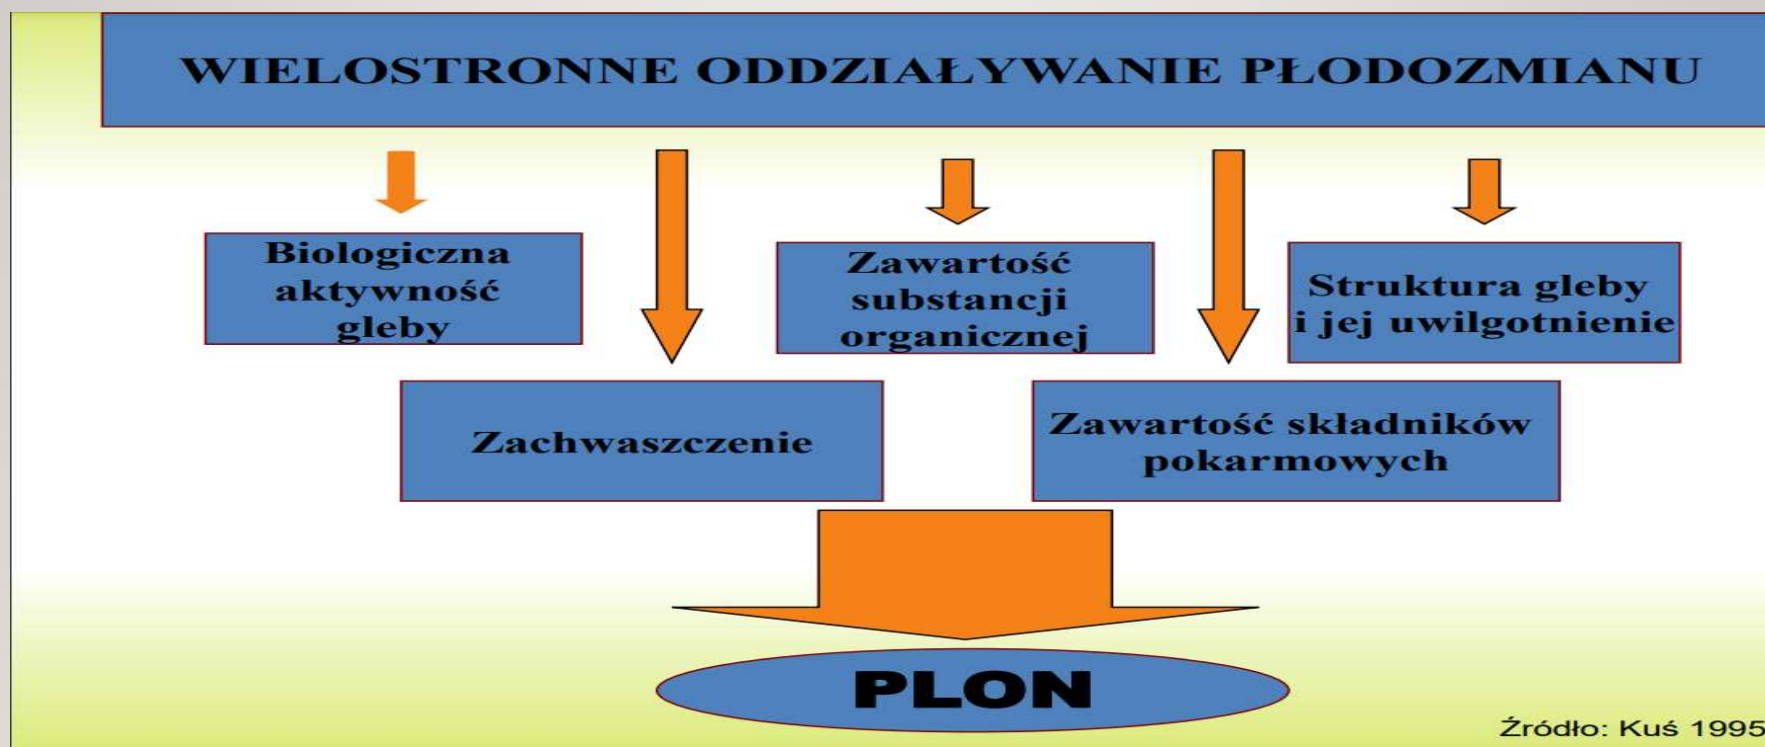 WIELOSTRONNE ODDZIAŁYWANIE PŁODOZMIANU
Biologiczna
aktywność
gleby
Zawartość
substancji
organicznej
Struktura gleby
i jej uwilgotnienie
Zachwaszczenie
Zawartość składników
pokarmowych
PLON
Źródło: Kuś 1995